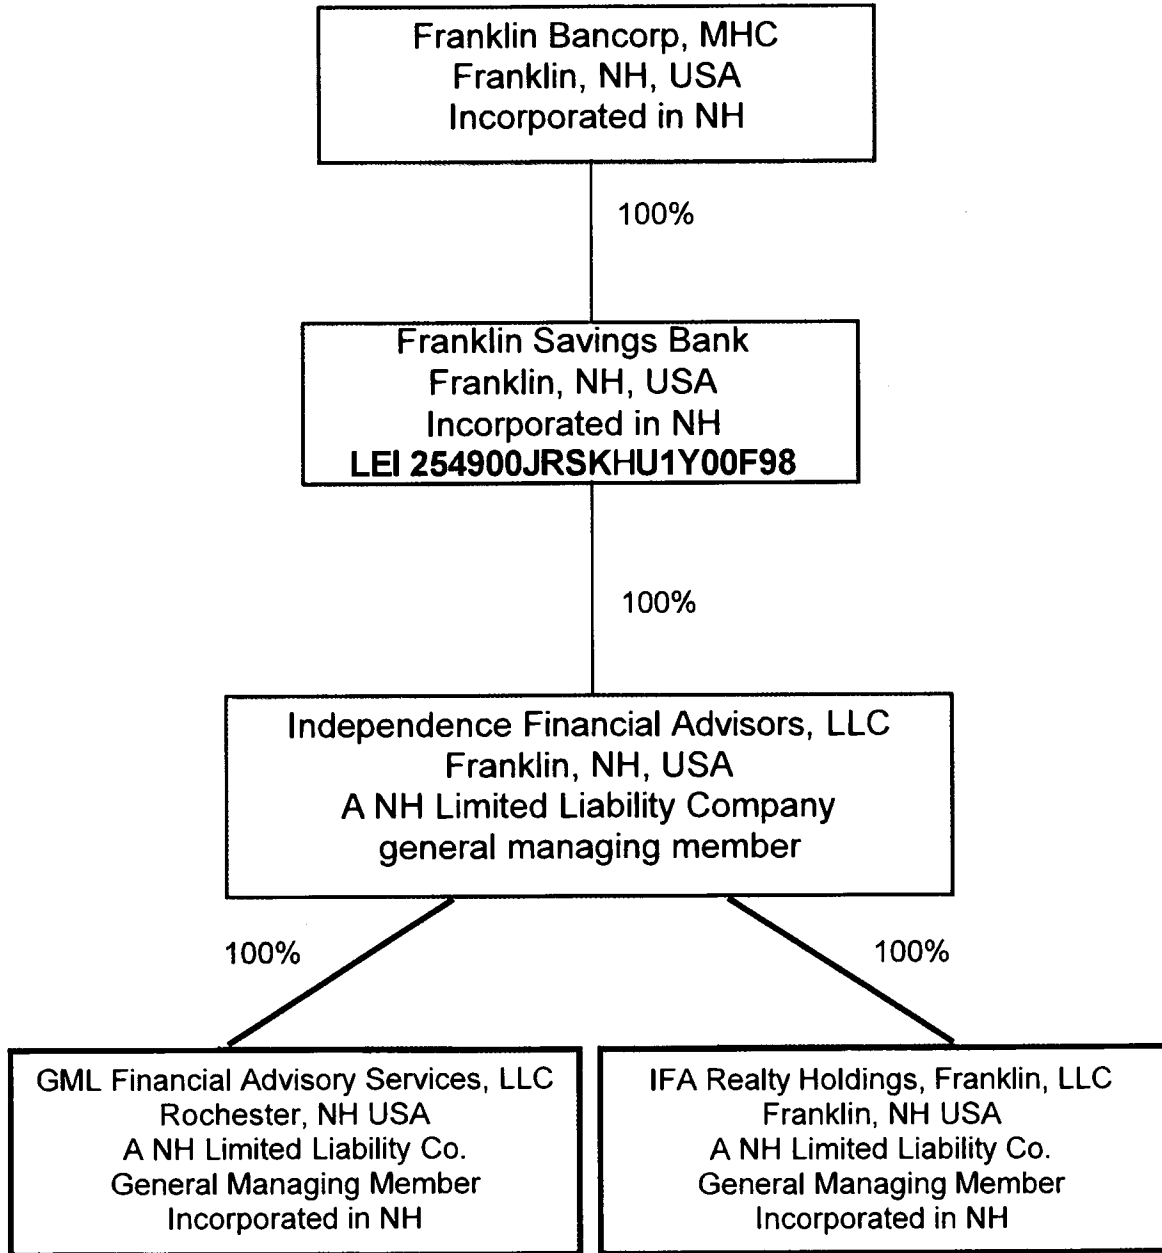 Franklin Bancorp, MHC
Franklin, NH, USA
Incorporated in NH
100%
Franklin Savings Bank
Franklin, NH, USA
Incorporated in NH
LEI 254900JRSKHU1Y00F98
100%
Independence Financial Advisors, LLC
Franklin, NH, USA
A NH Limited Liability Company
general managing member
100%
100%
GML Financial Advisory Services, LLC
Rochester, NH USA
A NH Limited Liability Co.
General Managing Member
Incorporated in NH
IFA Realty Holdings, Franklin, LLC
Franklin, NH USA
A NH Limited Liability Co.
General Managing Member
Incorporated in NH